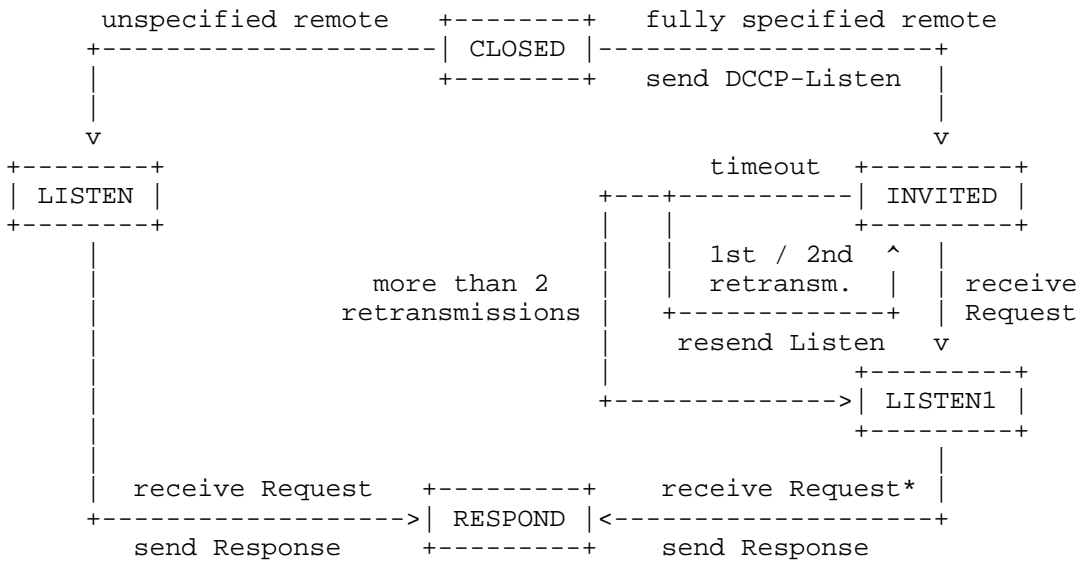 unspecified remote fully specified remote
CLOSED
send DCCP-Listen
v v
timeout
LISTEN INVITED
1st / 2nd ^
more than 2 retransm. receive
retransmissions Request
resend Listen v
LISTEN1
receive Request receive Request*
RESPOND
send Response send Response